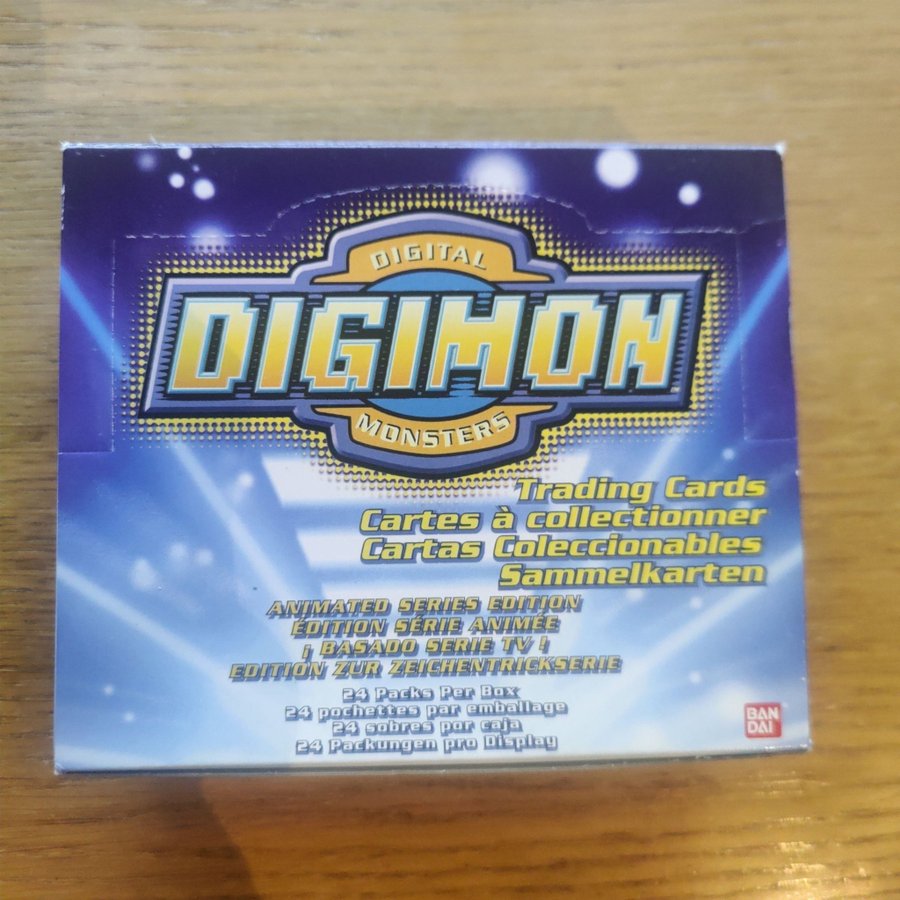 DIGITAL
DIGIMON
MONSTERS
Trading Cards
Cartes à collectionner
Cartas Coleccionables
Sammelkarten
ANIMATED SERIES EDITION
ÉDITION SÉRIE ANIMÉE
¡ BASADO SERIE TV !
EDITION ZUR ZEICHENTRICKSERIE
24 Packs Per Box
24 pochettes par emballage
24 sobres por caja
24 Packungen pro Display
BAN
DAI